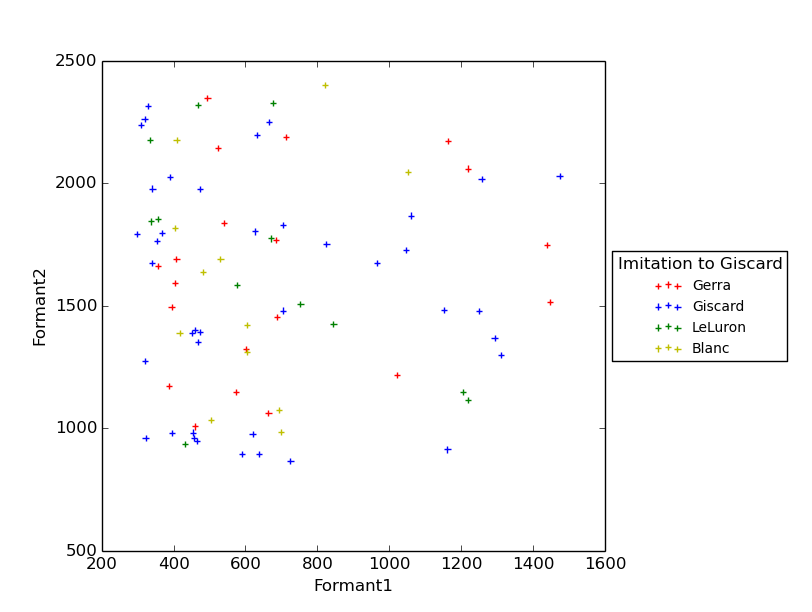 2500
2000
1500
1000
500
Formant2
200 400 600 800 1000 1200 1400 1600
Formant1
Imitation to Giscard
Gerra
Giscard
LeLuron
Blanc